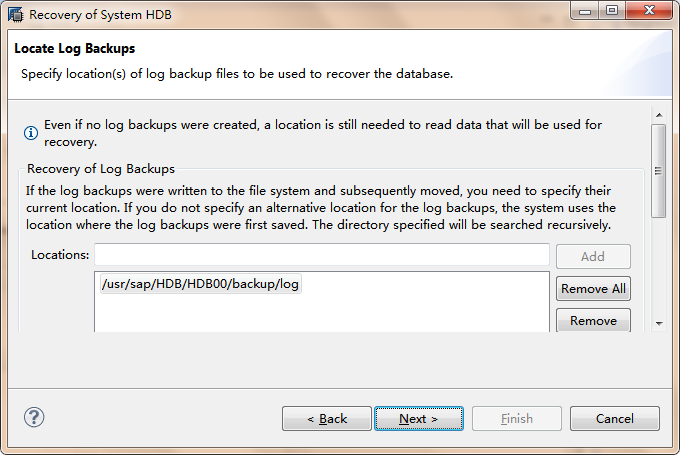 Recovery of System HDB
Locate Log Backups
Specify location(s) of log backup files to be used to recover the database.
Even if no log backups were created, a location is still needed to read data that will be used for
recovery.
Recovery of Log Backups
If the log backups were written to the file system and subsequently moved, you need to specify their
current location. If you do not specify an alternative location for the log backups, the system uses the
location where the log backups were first saved. The directory specified will be searched recursively.
Locations:
Add
/usr/sap/HDB/HDB00/backup/log
Remove All
Remove
< Back
Next >
Finish
Cancel